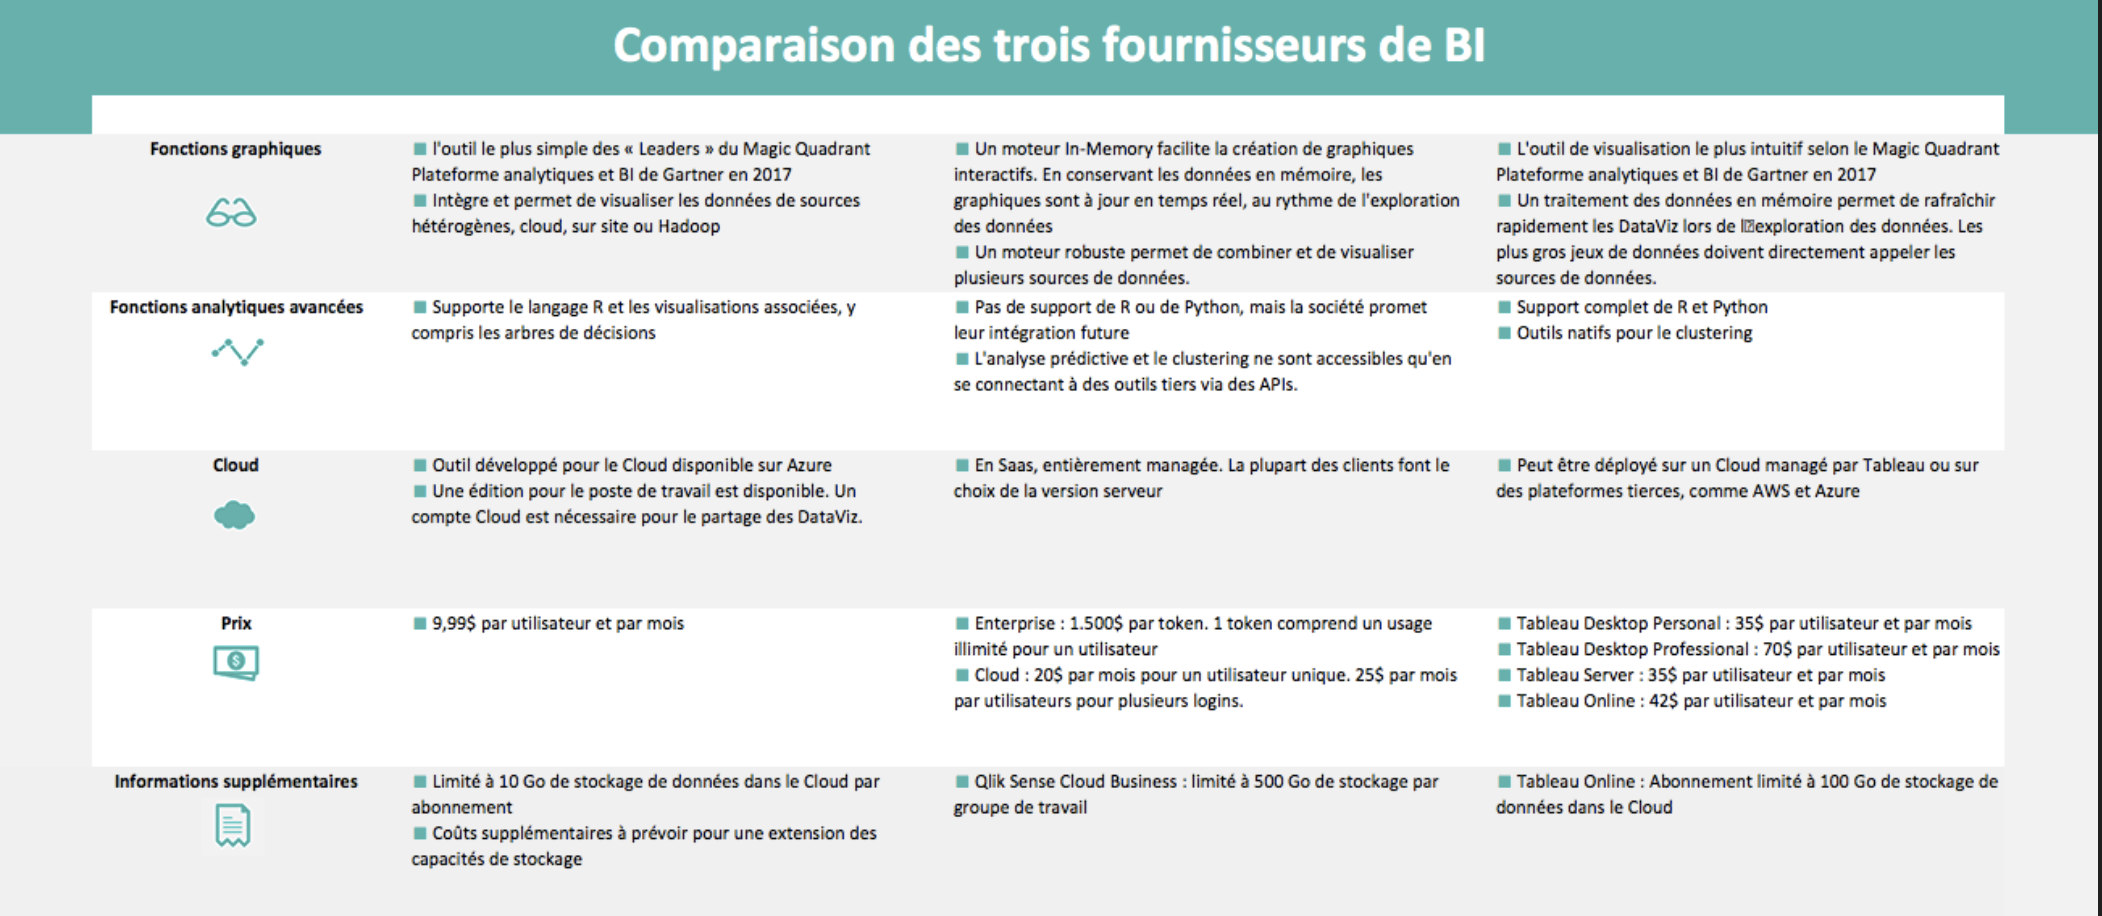 Comparaison des trois fournisseurs de BI
Fonctions graphiques
l'outil le plus simple des « Leaders » du Magic Quadrant
Plateforme analytiques et BI de Gartner en 2017
Intègre et permet de visualiser les données de sources
hétérogènes, cloud, sur site ou Hadoop
Un moteur In-Memory facilite la création de graphiques
interactifs. En conservant les données en mémoire, les
graphiques sont à jour en temps réel, au rythme de l'exploration
des données
Un moteur robuste permet de combiner et de visualiser
plusieurs sources de données.
L'outil de visualisation le plus intuitif selon le Magic Quadrant
Plateforme analytiques et BI de Gartner en 2017
Un traitement des données en mémoire permet de rafraîchir
rapidement les DataViz lors de l⍰exploration des données. Les
plus gros jeux de données doivent directement appeler les
sources de données.
Fonctions analytiques avancées
Supporte le langage R et les visualisations associées, y
compris les arbres de décisions
Pas de support de R ou de Python, mais la société promet
leur intégration future
L'analyse prédictive et le clustering ne sont accessibles qu'en
se connectant à des outils tiers via des APIs.
Support complet de R et Python
Outils natifs pour le clustering
Cloud
Outil développé pour le Cloud disponible sur Azure
Une édition pour le poste de travail est disponible. Un
compte Cloud est nécessaire pour le partage des DataViz.
En Saas, entièrement managée. La plupart des clients font le
choix de la version serveur
Peut être déployé sur un Cloud managé par Tableau ou sur
des plateformes tierces, comme AWS et Azure
Prix
9,99$ par utilisateur et par mois
Enterprise : 1.500$ par token. 1 token comprend un usage
illimité pour un utilisateur
Cloud : 20$ par mois pour un utilisateur unique. 25$ par mois
par utilisateurs pour plusieurs logins.
Tableau Desktop Personal : 35$ par utilisateur et par mois
Tableau Desktop Professional : 70$ par utilisateur et par mois
Tableau Server : 35$ par utilisateur et par mois
Tableau Online : 42$ par utilisateur et par mois
Informations supplémentaires
Limité à 10 Go de stockage de données dans le Cloud par
abonnement
Coûts supplémentaires à prévoir pour une extension des
capacités de stockage
Qlik Sense Cloud Business : limité à 500 Go de stockage par
groupe de travail
Tableau Online : Abonnement limité à 100 Go de stockage de
données dans le Cloud